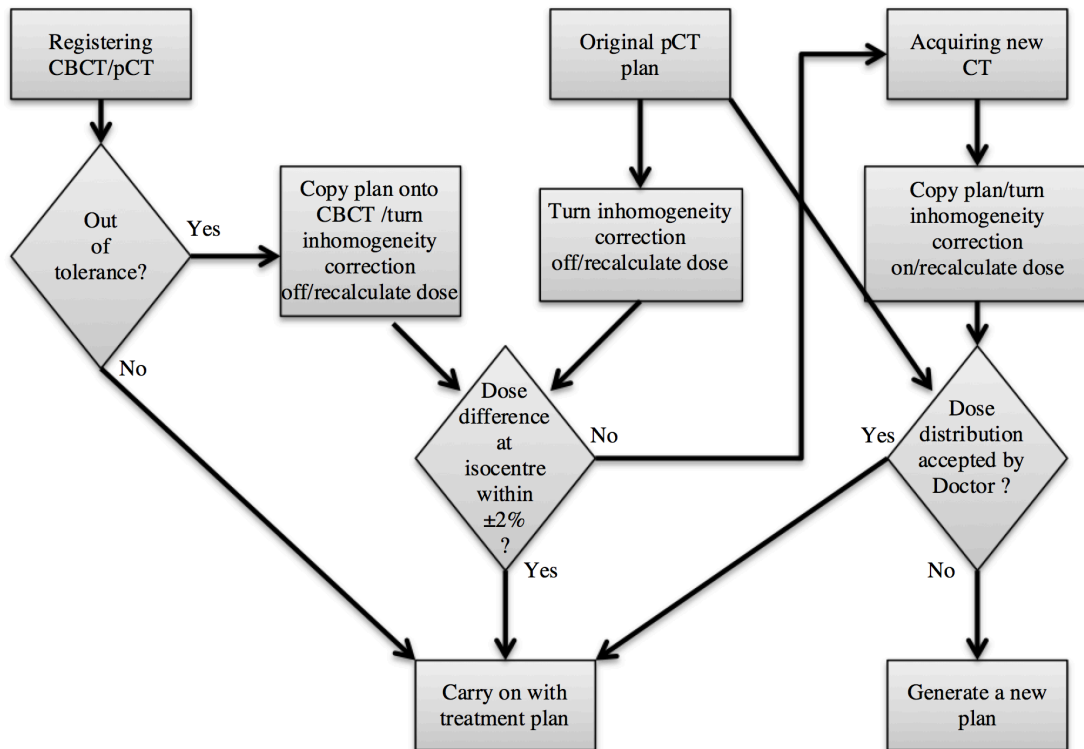 Registering
CBCT/pCT
Original pCT
plan
Acquiring new
CT
Out
of
tolerance?
Yes
No
Copy plan onto
CBCT /turn
inhomogeneity
correction
off/recalculate dose
Turn inhomogeneity
correction
off/recalculate dose
Copy plan/turn
inhomogeneity
correction
on/recalculate dose
Dose
difference
at
isocentre
within
±2%
?
No
Yes
Dose
distribution
accepted by
Doctor ?
Yes
No
Carry on with
treatment plan
Generate a new
plan